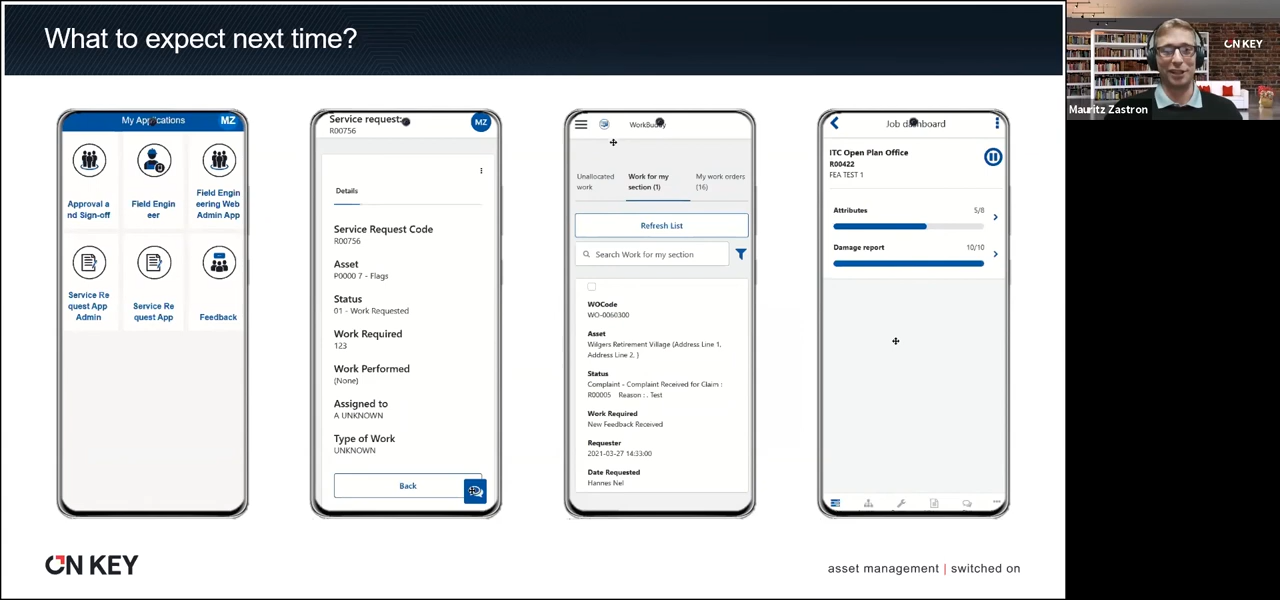 What to expect next time?
ON KEY
Mauritz Zastron
My Applications
MZ
Approval a
nd Sign-off
Field Engin
eer
Field Engin
eering Web
Admin App
Service Re
quest App
Admin
Service Re
quest App
Feedback
Service request:
R00756
MZ
Details
Service Request Code
R00756
Asset
P0000 7 - Flags
Status
01 - Work Requested
Work Required
123
Work Performed
(None)
Assigned to
A UNKNOWN
Type of Work
UNKNOWN
Back
WorkBuddy
Unallocated
work
Work for my
section (1)
My work orders
(16)
Refresh List
Search Work for my section
WOCode
WO-0060300
Asset
Wilgers Retirement Village (Address Line 1,
Address Line 2, )
Status
Complaint - Complaint Received for Claim :
R00005 Reason : . Test
Work Required
New Feedback Received
Requester
2021-03-27 14:33:00
Date Requested
Hannes Nel
Job dashboard
ITC Open Plan Office
R00422
FEA TEST 1
Attributes 5/8
Damage report 10/10
ON KEY
asset management | switched on